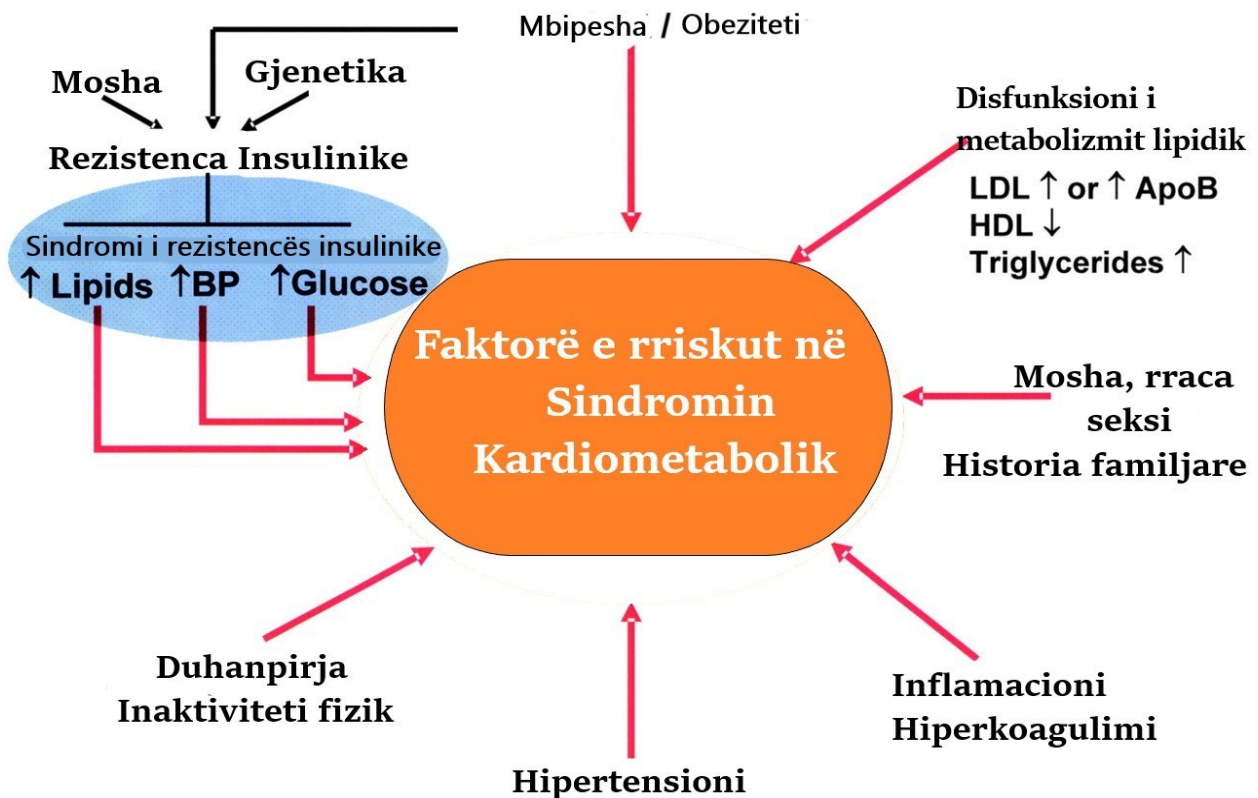 Mbipesha / Obeziteti
Mosha
Gjenetika
Rezistenca Insulinike
Sindromi i rezistencës insulinike
↑ Lipids ↑BP ↑Glucose
Disfunksioni i
metabolizmit lipidik
LDL ↑ or ↑ ApoB
HDL ↓
Triglycerides ↑
Faktorë e rriskut në
Sindromin
Kardiometabolik
Mosha, rraca
seksi
Historia familjare
Duhanpirja
Inaktiviteti fizik
Hipertensioni
Inflamacioni
Hiperkoagulimi